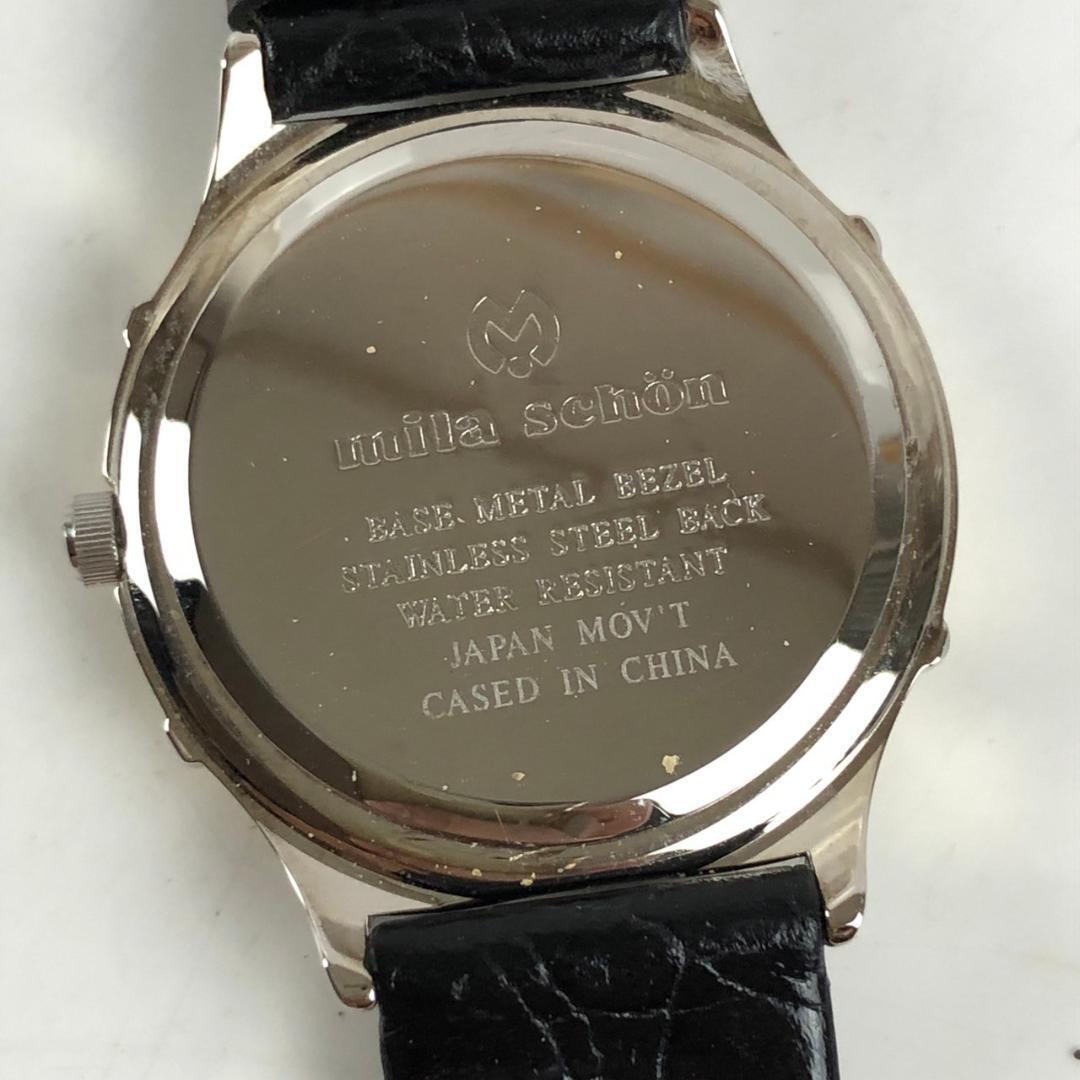 mila schön
BASE METAL BEZEL
STAINLESS STEEL BACK
WATER RESISTANT
JAPAN MOV'T
CASED IN CHINA